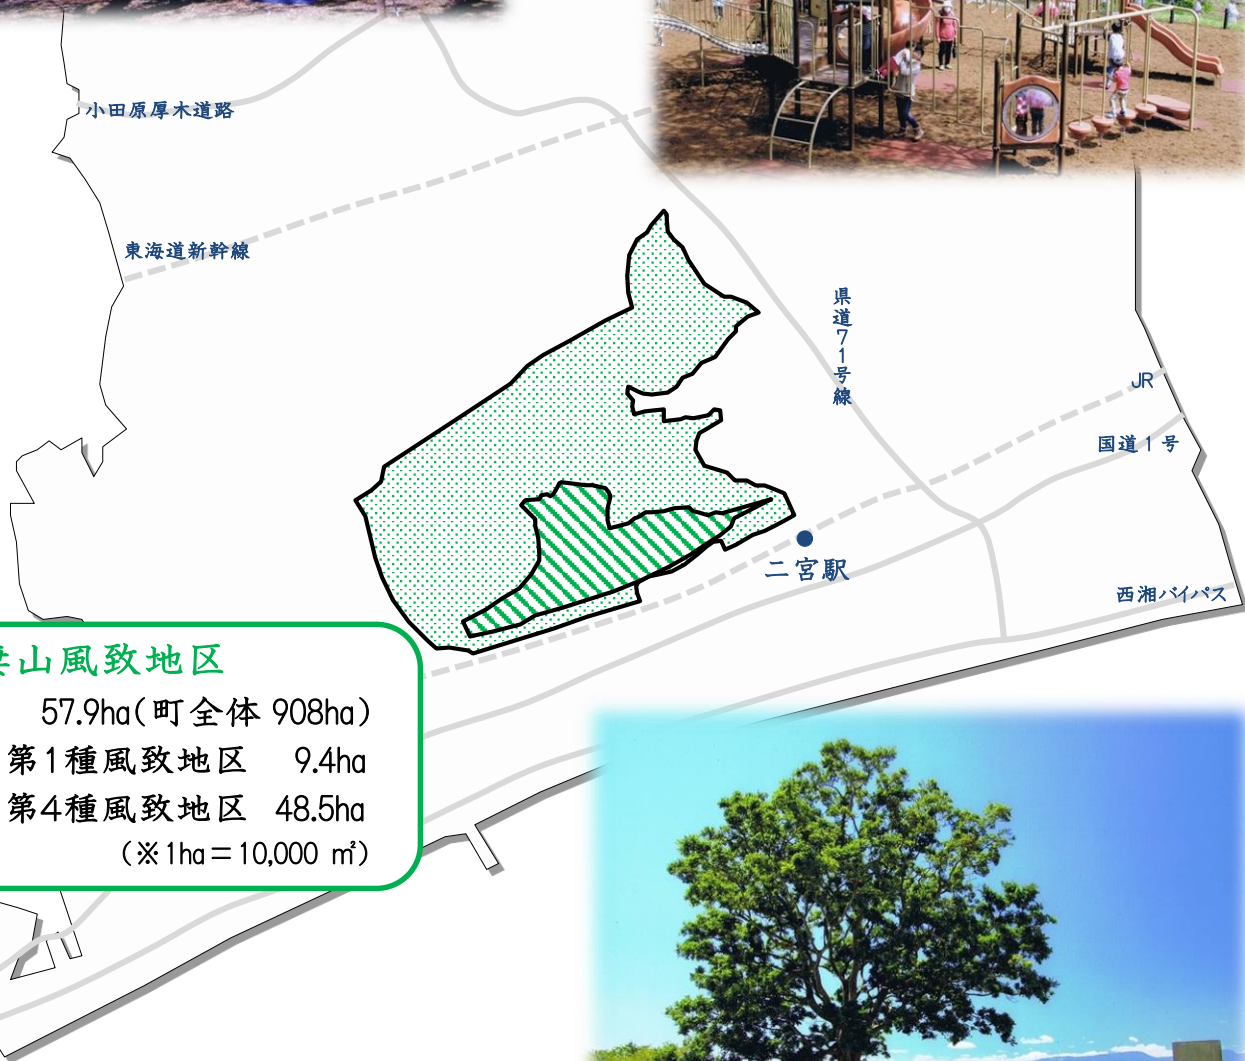 小田原厚木道路
東海道新幹線
県道71号線
JR
国道1号
二宮駅
西湘バイパス
山風致地区
57.9ha(町全体 908ha)
第1種風致地区 9.4ha
第4種風致地区 48.5ha
(※1ha=10,000 ㎡)